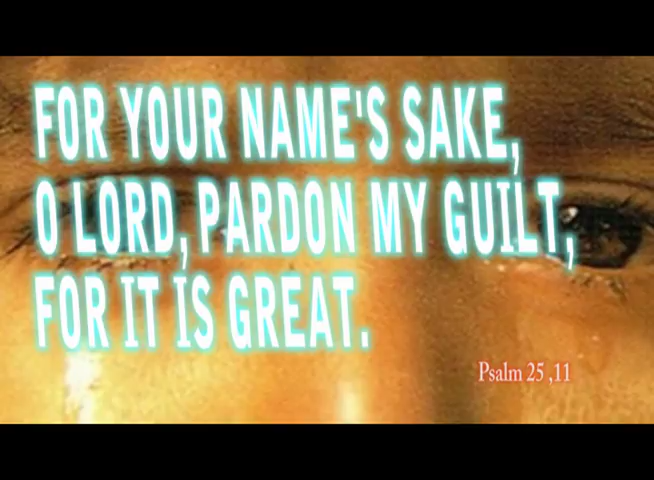 FOR YOUR NAME'S SAKE,
O LORD, PARDON MY GUILT,
FOR IT IS GREAT.
Psalm 25 ,11